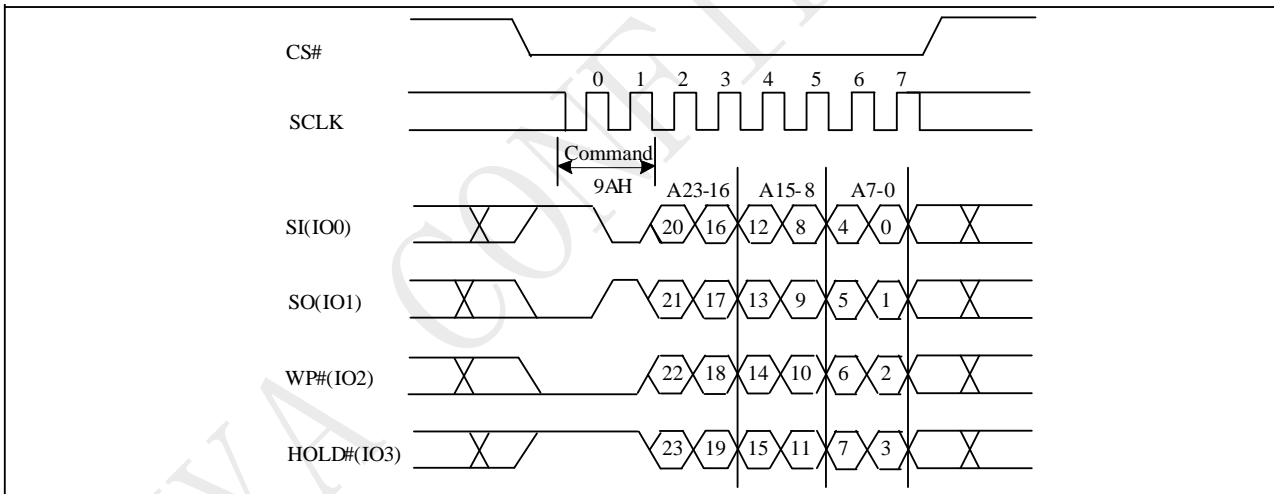 CS#
0 1 2 3 4 5 6 7
SCLK
Command
9AH
A23-16 A15-8 A7-0
SI(IO0) 20 16 12 8 4 0
SO(IO1) 21 17 13 9 5 1
WP#(IO2) 22 18 14 10 6 2
HOLD#(IO3) 23 19 15 11 7 3